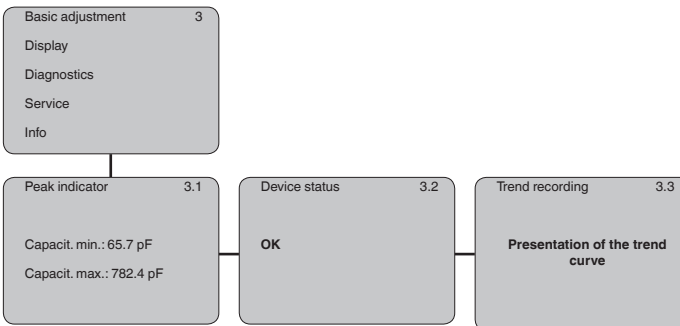 Basic adjustment 3
Display
Diagnostics
Service
Info
Peak indicator 3.1
Capacit. min.: 65.7 pF
Capacit. max.: 782.4 pF
Device status 3.2
OK
Trend recording 3.3
Presentation of the trend
curve